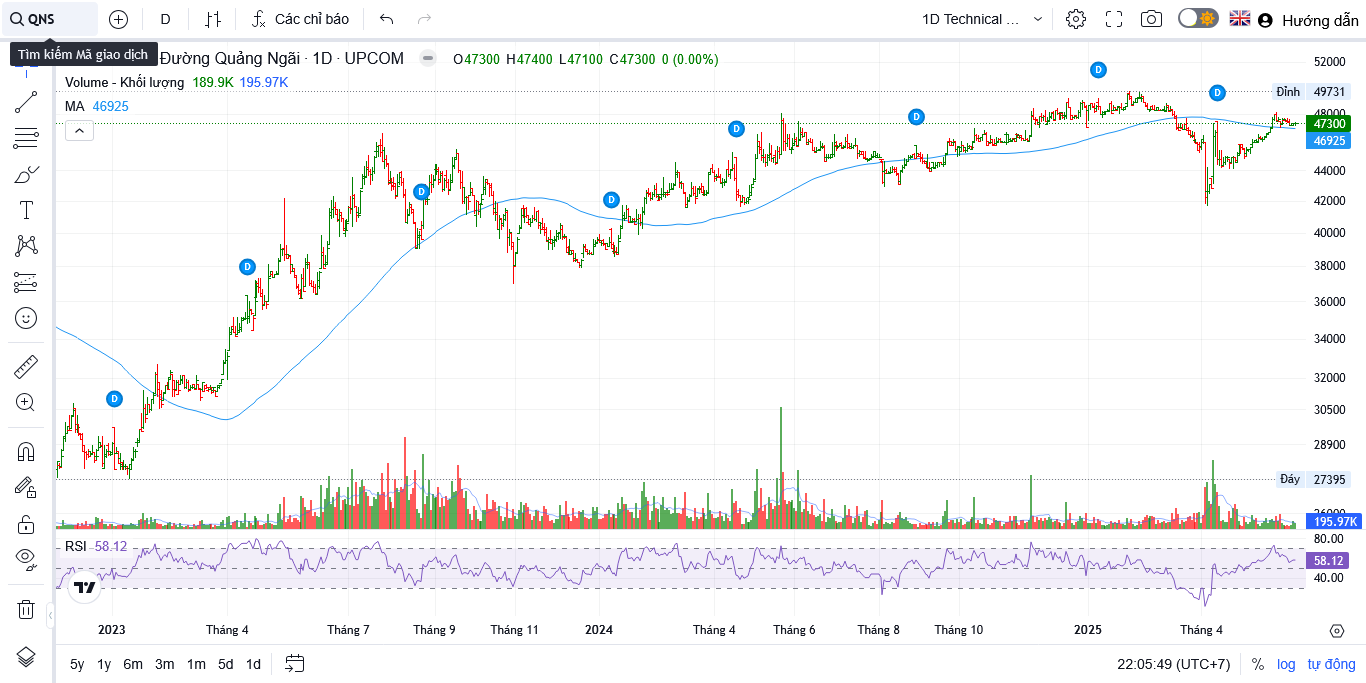 QNS
D
Các chỉ báo
1D Technical ...
Hướng dẫn
Tìm kiếm Mã giao dịch
Đường Quảng Ngãi · 1D · UPCOM
O47300 H47400 L47100 C47300 0 (0.00%)
Volume - Khối lượng 189.9K 195.97K
MA 46925
52000
Đỉnh 49731
48000
47300
46925
44000
42000
40000
38000
36000
34000
32000
30500
28900
Đáy 27395
26000
195.97K
D
D
D
D
D
D
D
D
RSI 58.12
80.00
58.12
40.00
2023
Tháng 4
Tháng 7
Tháng 9
Tháng 11
2024
Tháng 4
Tháng 6
Tháng 8
Tháng 10
2025
Tháng 4
5y 1y 6m 3m 1m 5d 1d
22:05:49 (UTC+7)
% log tự động